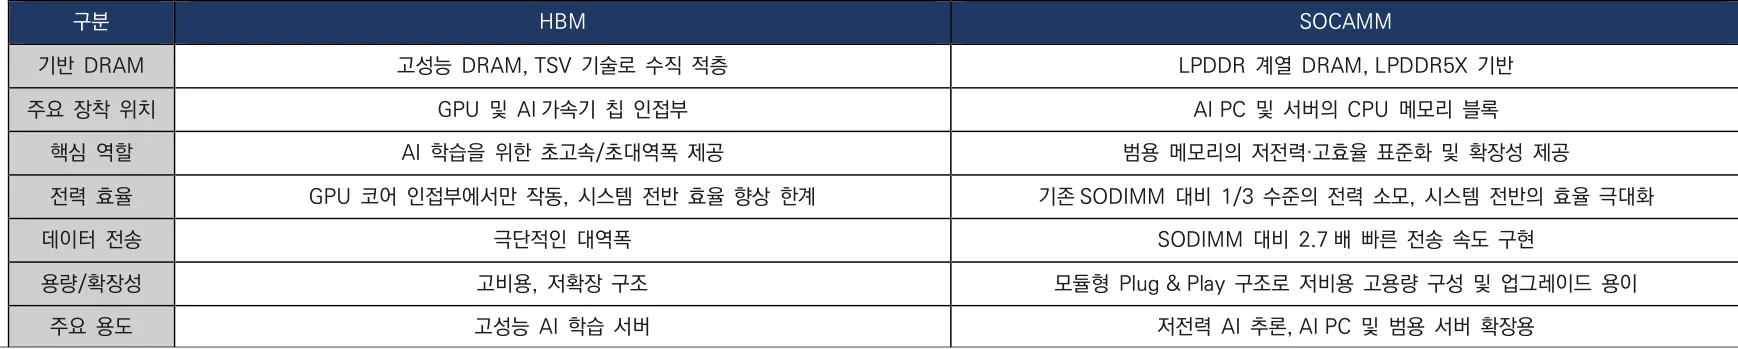 구분 HBM SOCAMM
기반 DRAM 고성능 DRAM, TSV 기술로 수직 적층 LPDDR 계열 DRAM, LPDDR5X 기반
주요 장착 위치 GPU 및 AI 가속기 칩 인접부 AI PC 및 서버의 CPU 메모리 블록
핵심 역할 AI 학습을 위한 초고속/초대역폭 제공 범용 메모리의 저전력·고효율 표준화 및 확장성 제공
전력 효율 GPU 코어 인접부에서만 작동, 시스템 전반 효율 향상 한계 기존 SODIMM 대비 1/3 수준의 전력 소모, 시스템 전반의 효율 극대화
데이터 전송 극단적인 대역폭 SODIMM 대비 2.7배 빠른 전송 속도 구현
용량/확장성 고비용, 저확장 구조 모듈형 Plug & Play 구조로 저비용 고용량 구성 및 업그레이드 용이
주요 용도 고성능 AI 학습 서버 저전력 AI 추론, AI PC 및 범용 서버 확장용